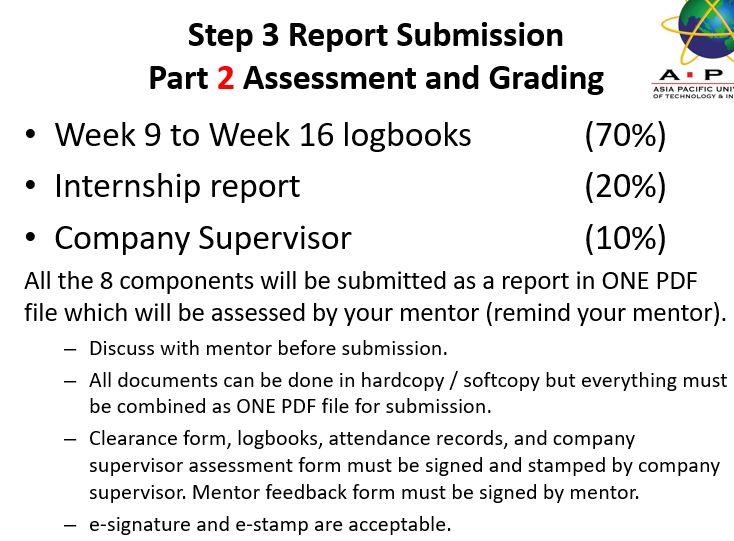 Step 3 Report Submission
Part 2 Assessment and Grading
A · P
ASIA PACIFIC UNI
OF TECHNOLOGY & IN
• Week 9 to Week 16 logbooks (70%)
• Internship report (20%)
• Company Supervisor (10%)
All the 8 components will be submitted as a report in ONE PDF
file which will be assessed by your mentor (remind your mentor).
– Discuss with mentor before submission.
– All documents can be done in hardcopy / softcopy but everything must
be combined as ONE PDF file for submission.
– Clearance form, logbooks, attendance records, and company
supervisor assessment form must be signed and stamped by company
supervisor. Mentor feedback form must be signed by mentor.
– e-signature and e-stamp are acceptable.